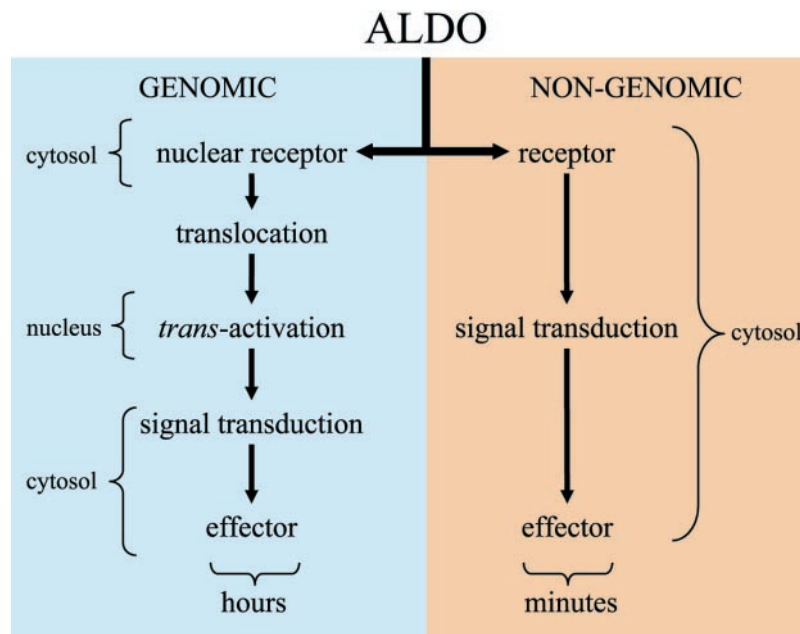 ALDO
GENOMIC
NON-GENOMIC
cytosol
nuclear receptor
receptor
translocation
nucleus
trans-activation
signal transduction
cytosol
signal transduction
cytosol
effector
effector
hours
minutes